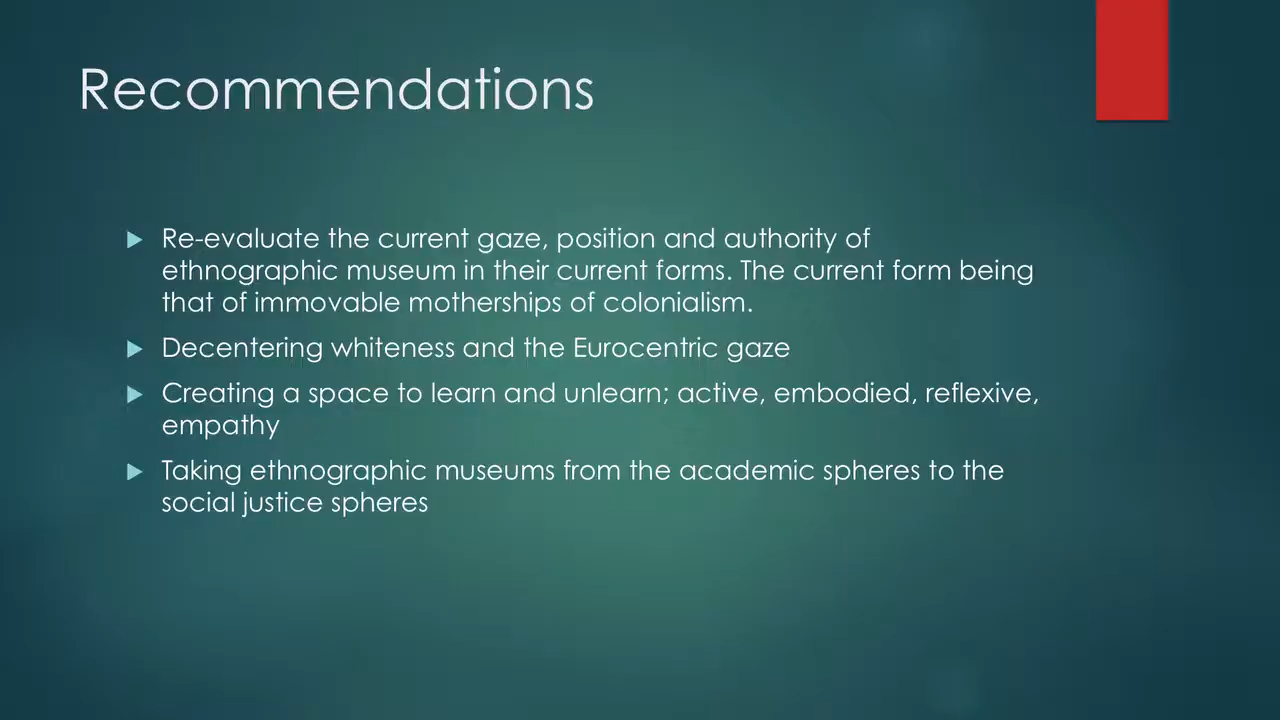 Recommendations
Re-evaluate the current gaze, position and authority of
ethnographic museum in their current forms. The current form being
that of immovable motherships of colonialism.
Decentering whiteness and the Eurocentric gaze
Creating a space to learn and unlearn; active, embodied, reflexive,
empathy
Taking ethnographic museums from the academic spheres to the
social justice spheres